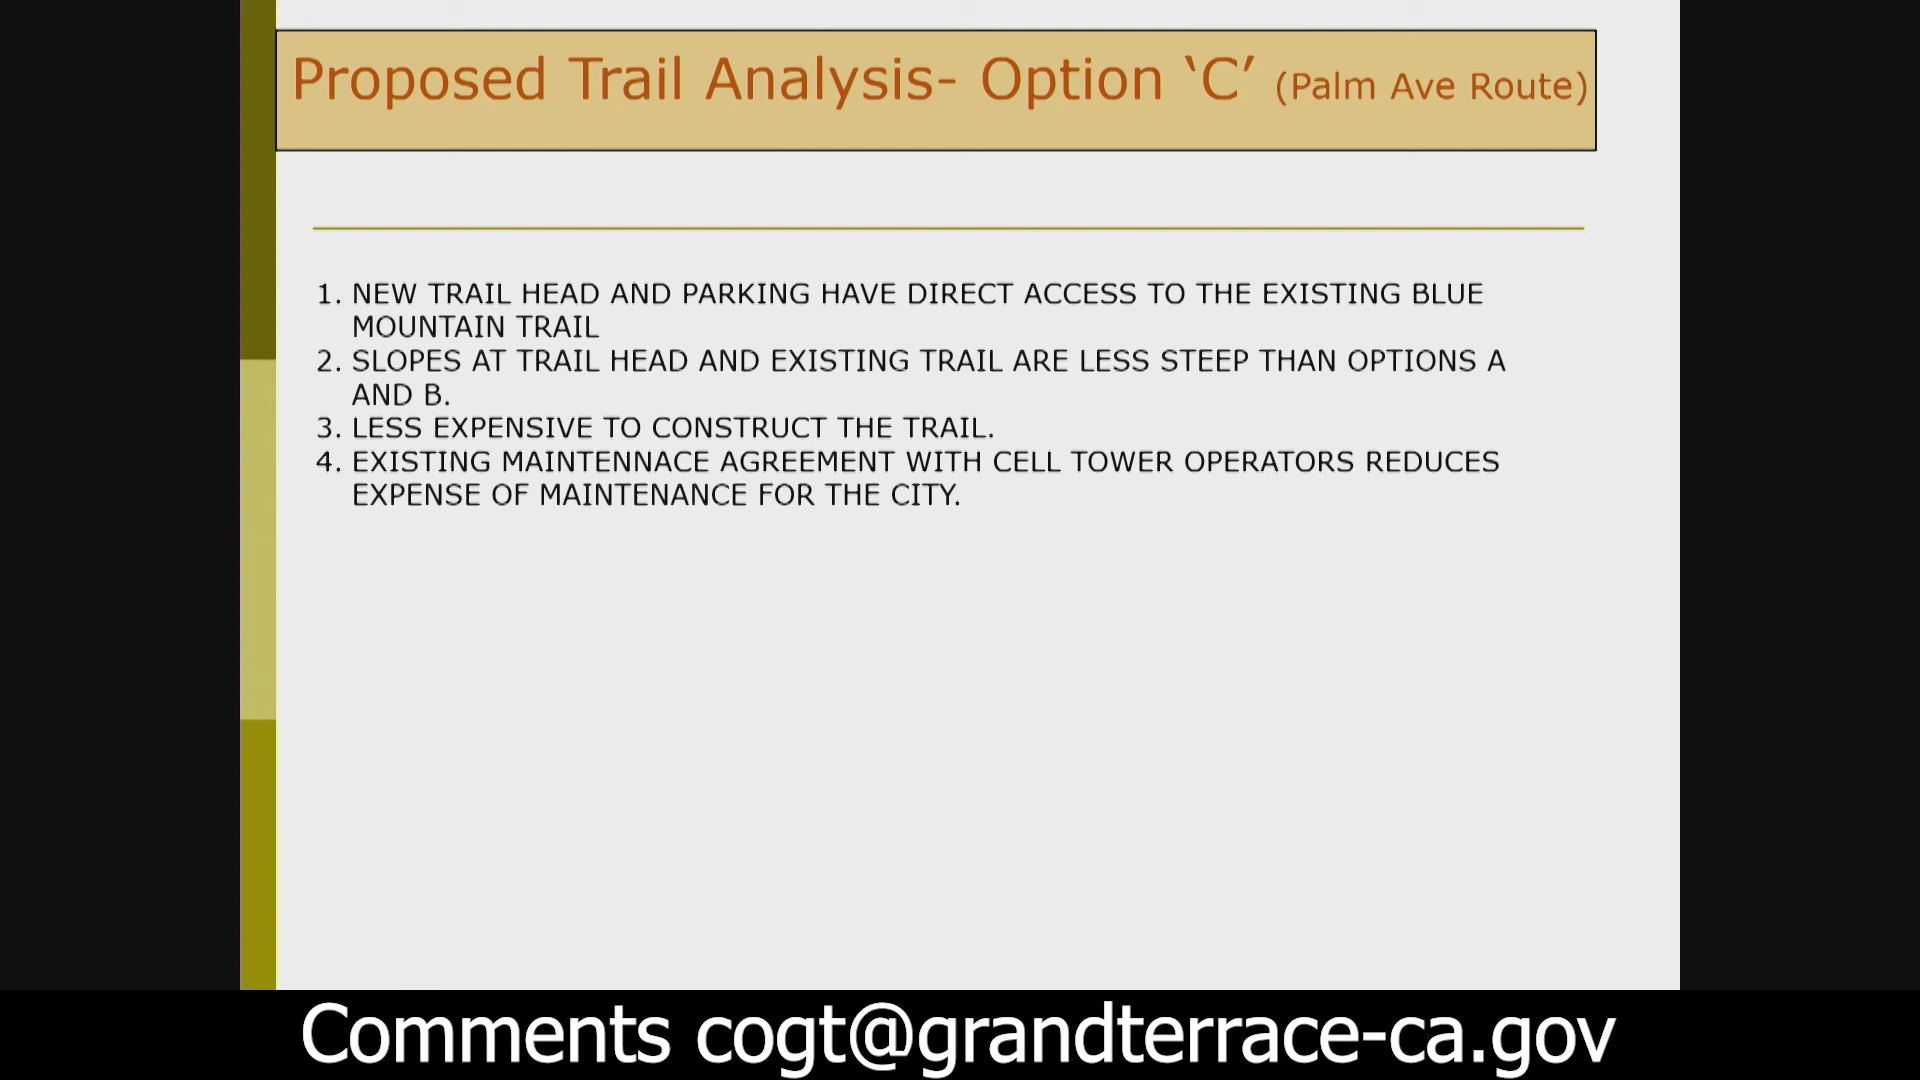 Proposed Trail Analysis- Option ‘C’ (Palm Ave Route)
1. NEW TRAIL HEAD AND PARKING HAVE DIRECT ACCESS TO THE EXISTING BLUE
MOUNTAIN TRAIL
2. SLOPES AT TRAIL HEAD AND EXISTING TRAIL ARE LESS STEEP THAN OPTIONS A
AND B.
3. LESS EXPENSIVE TO CONSTRUCT THE TRAIL.
4. EXISTING MAINTENNACE AGREEMENT WITH CELL TOWER OPERATORS REDUCES
EXPENSE OF MAINTENANCE FOR THE CITY.
Comments cogt@grandterrace-ca.gov